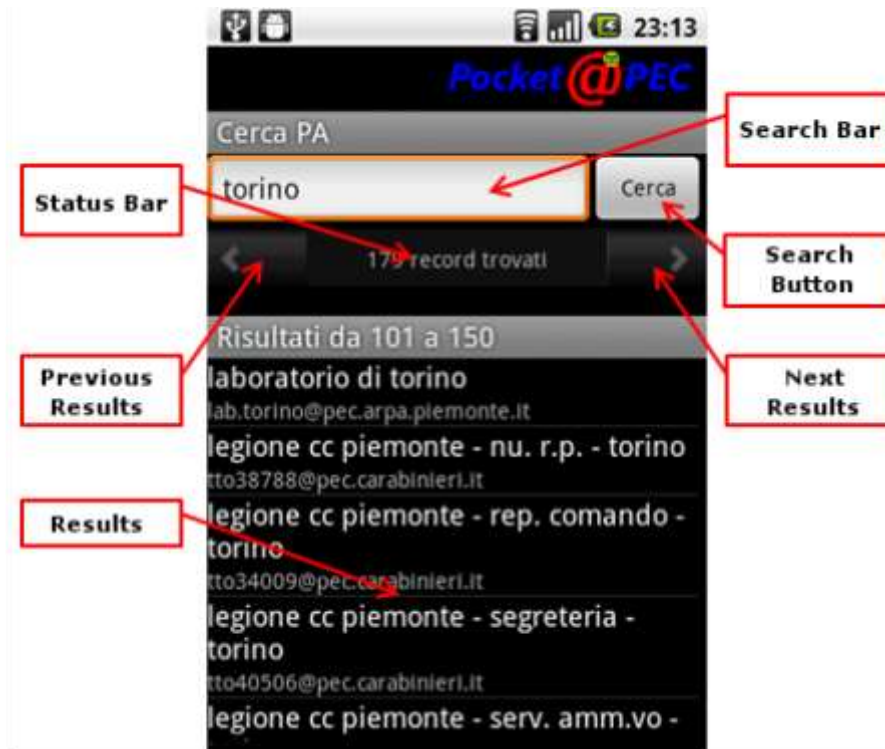 23:13
Pocket@PEC
Cerca PA
Search Bar
torino
Cerca
Status Bar
179 record trovati
Search
Button
Risultati da 101 a 150
Previous
Results
Next
Results
laboratorio di torino
lab.torino@pec.arpa.piemonte.it
legione cc piemonte - nu. r.p. - torino
tto38788@pec.carabinieri.it
Results
legione cc piemonte - rep. comando -
torino
tto34009@pec.carabinieri.it
legione cc piemonte - segreteria -
torino
tto40506@pec.carabinieri.it
legione cc piemonte - serv. amm.vo -